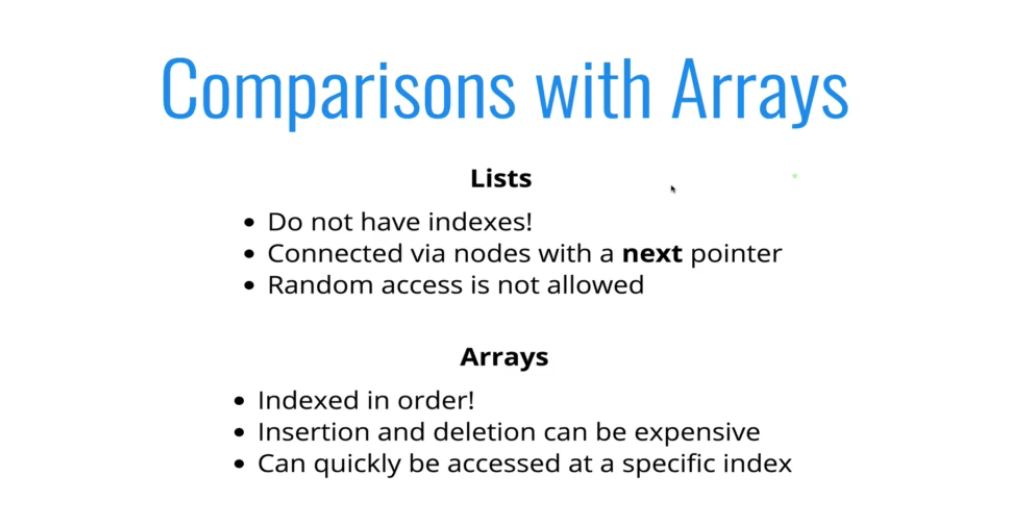 Comparisons with Arrays
Lists
• Do not have indexes!
• Connected via nodes with a next pointer
• Random access is not allowed
Arrays
• Indexed in order!
• Insertion and deletion can be expensive
• Can quickly be accessed at a specific index